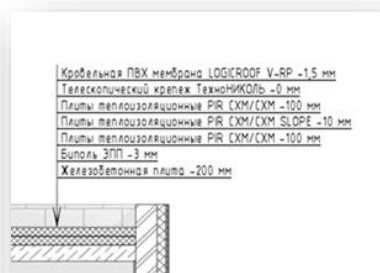 Кровельная ПВХ мембрана LOGICROOF V-RP -1,5 мм
Телескопический крепеж ТехноНИКОЛЬ -0 мм
Плиты теплоизоляционные PIR СХМ/СХМ -100 мм
Плиты теплоизоляционные PIR СХМ/СХМ SLOPE -10 мм
Плиты теплоизоляционные PIR СХМ/СХМ -100 мм
Биполь ЭПП -3 мм
Железобетонная плита -200 мм